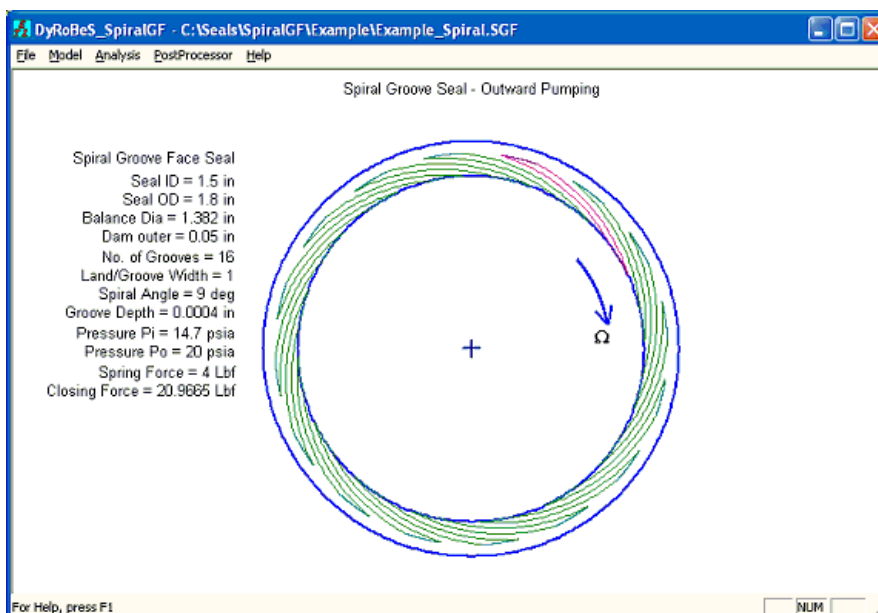 DyRoBeS_SpiralGF - C:\Seals\SpiralGF\Example\Example_Spiral.SGF
File Model Analysis PostProcessor Help
Spiral Groove Seal - Outward Pumping
Spiral Groove Face Seal
Seal ID = 1.5 in
Seal OD = 1.8 in
Balance Dia = 1.382 in
Dam outer = 0.05 in
No. of Grooves = 16
Land/Groove Width = 1
Spiral Angle = 9 deg
Groove Depth = 0.0004 in
Pressure Pi = 14.7 psia
Pressure Po = 20 psia
Spring Force = 4 Lbf
Closing Force = 20.9665 Lbf
Ω
For Help, press F1
NUM